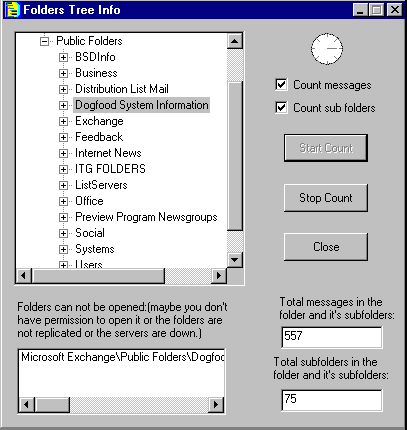 Folders Tree Info
Public Folders
BSDInfo
Business
Distribution List Mail
Dogfood System Information
Exchange
Feedback
Internet News
ITG FOLDERS
ListServers
Office
Preview Program Newsgroups
Social
Systems
Users
Count messages
Count sub folders
Start Count
Stop Count
Close
Folders can not be opened:(maybe you don't
have permission to open it or the folders are
not replicated or the servers are down.)
Microsoft Exchange\Public Folders\Dogfoo
Total messages in the
folder and it's subfolders:
557
Total subfolders in the
folder and it's subfolders:
75